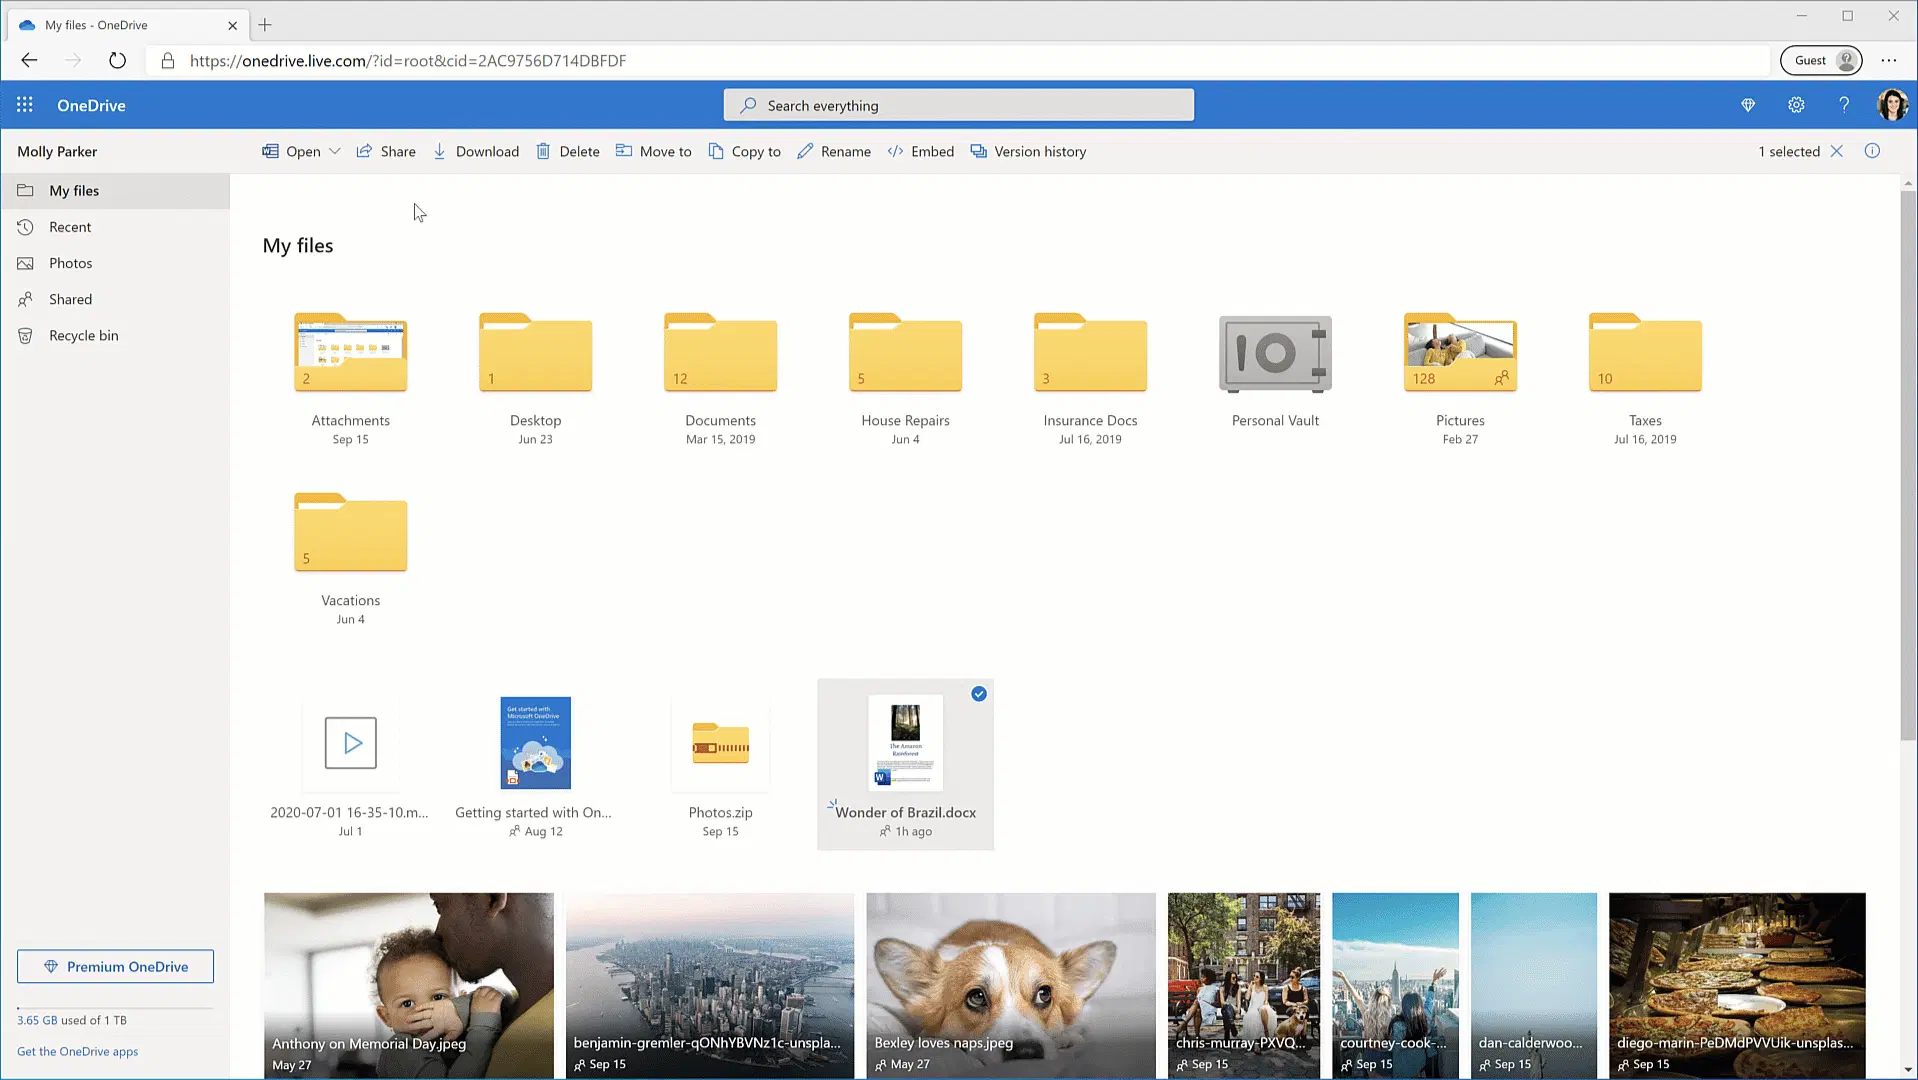 My files - OneDrive
https://onedrive.live.com/?id=root&cid=2AC9756D714DBFDF
Guest
OneDrive
Search everything
Molly Parker
Open
Share
Download
Delete
Move to
Copy to
Rename
Embed
Version history
1 selected
My files
Recent
Photos
Shared
Recycle bin
My files
2
1
12
5
3
128
10
Attachments
Desktop
Documents
House Repairs
Insurance Docs
Personal Vault
Pictures
Taxes
Sep 15
Jun 23
Mar 15, 2019
Jun 4
Jul 16, 2019
Feb 27
Jul 16, 2019
5
Vacations
Jun 4
Get started with
Microsoft OneDrive
The Amazon
Rainforest
W
2020-07-01 16-35-10.m...
Getting started with On...
Photos.zip
Wonder of Brazil.docx
Jul 1
Aug 12
Sep 15
1h ago
Premium OneDrive
3.65 GB used of 1 TB
Get the OneDrive apps
Anthony on Memorial Day.jpeg
May 27
benjamin-gremler-qONhYBVNz1c-unspla...
Sep 15
Bexley loves naps.jpeg
May 27
chris-murray-PXVQ...
Sep 15
courtney-cook-...
Sep 15
dan-calderwoo...
Sep 15
diego-marin-PeDMdPVVUik-unsplas...
Sep 15